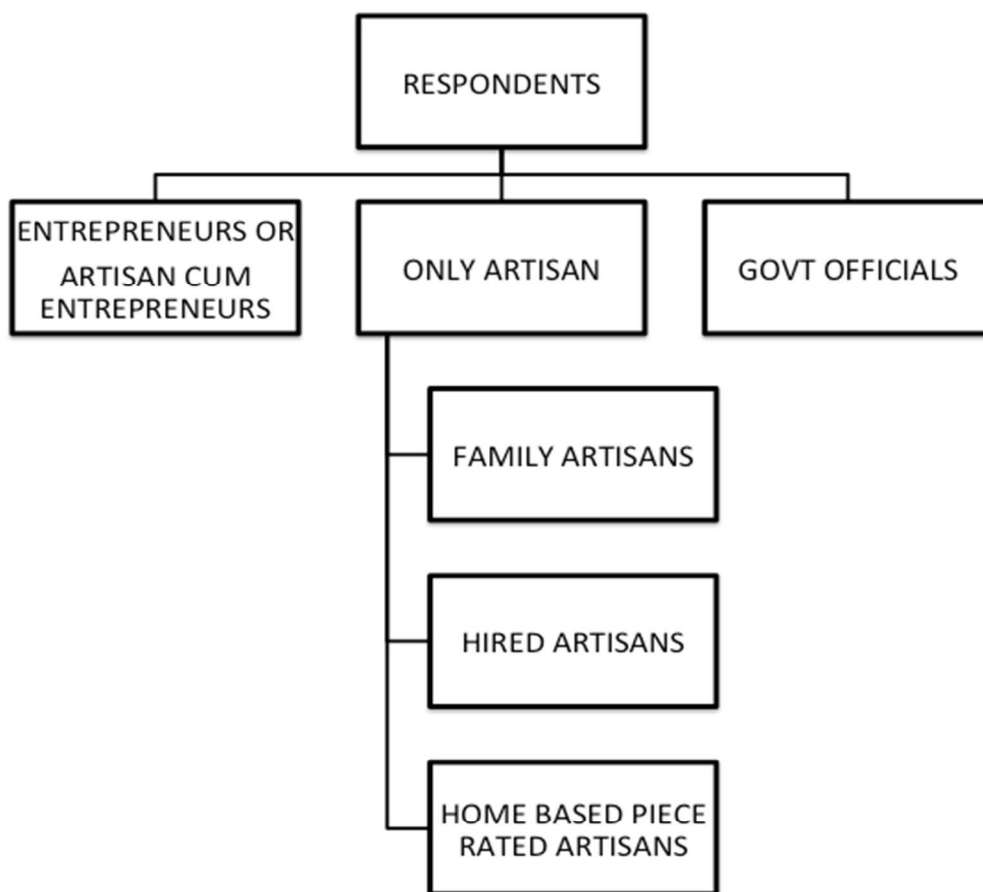 RESPONDENTS
ENTREPRENEURS OR
ARTISAN CUM
ENTREPRENEURS
ONLY ARTISAN
GOVT OFFICIALS
FAMILY ARTISANS
HIRED ARTISANS
HOME BASED PIECE
RATED ARTISANS